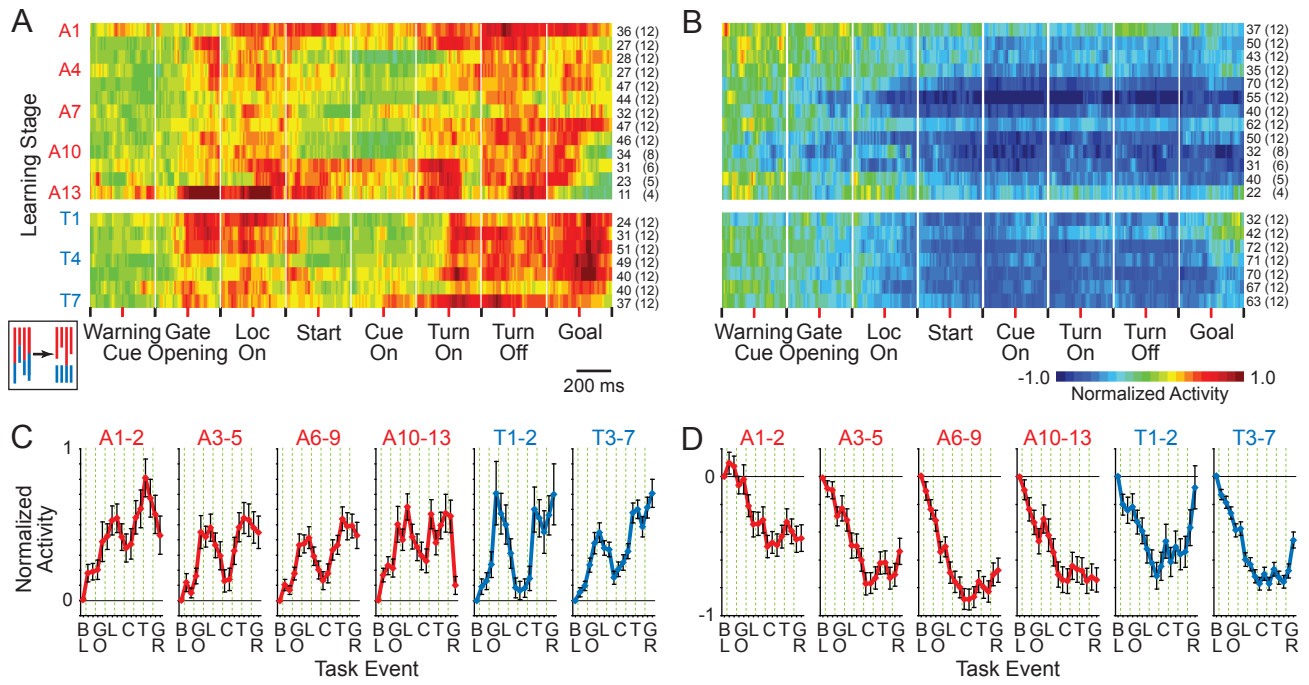 A
B
Learning Stage
A1
A4
A7
A10
A13
T1
T4
T7
36 (12)
27 (12)
28 (12)
27 (12)
47 (12)
44 (12)
32 (12)
47 (12)
46 (12)
34 (8)
31 (6)
23 (5)
11 (4)
24 (12)
31 (12)
51 (12)
49 (12)
40 (12)
40 (12)
37 (12)
37 (12)
50 (12)
43 (12)
35 (12)
70 (12)
55 (12)
40 (12)
62 (12)
50 (12)
32 (8)
31 (6)
40 (5)
22 (4)
32 (12)
42 (12)
72 (12)
71 (12)
70 (12)
67 (12)
63 (12)
Warning Gate Loc Start Cue Turn Turn Goal
Cue Opening On On On Off
200 ms
Warning Gate Loc Start Cue Turn Turn Goal
Cue Opening On On On Off
-1.0 1.0
Normalized Activity
C
A1-2 A3-5 A6-9 A10-13 T1-2 T3-7
Normalized
Activity
1
0
B G L C T G B G L C T G B G L C T G B G L C T G B G L C T G B G L C T G
L O R L O R L O R L O R L O R L O R
Task Event
D
A1-2 A3-5 A6-9 A10-13 T1-2 T3-7
0
-1
B G L C T G B G L C T G B G L C T G B G L C T G B G L C T G B G L C T G
L O R L O R L O R L O R L O R L O R
Task Event